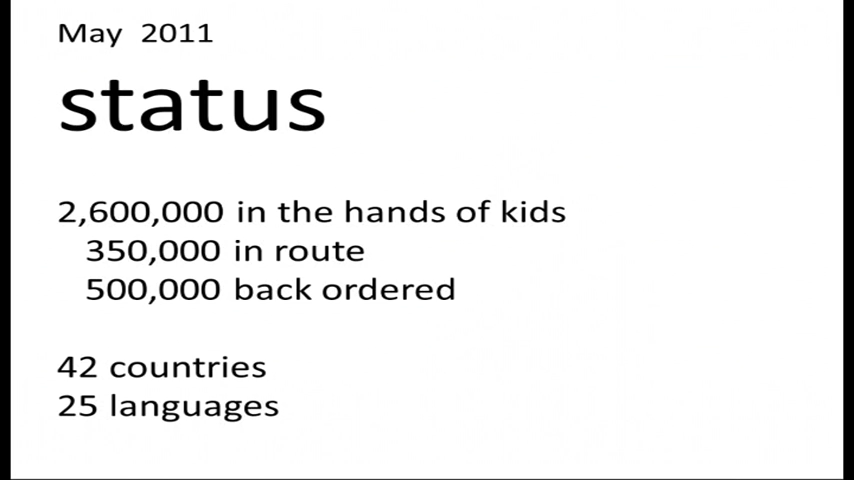 May 2011
status
2,600,000 in the hands of kids
350,000 in route
500,000 back ordered
42 countries
25 languages